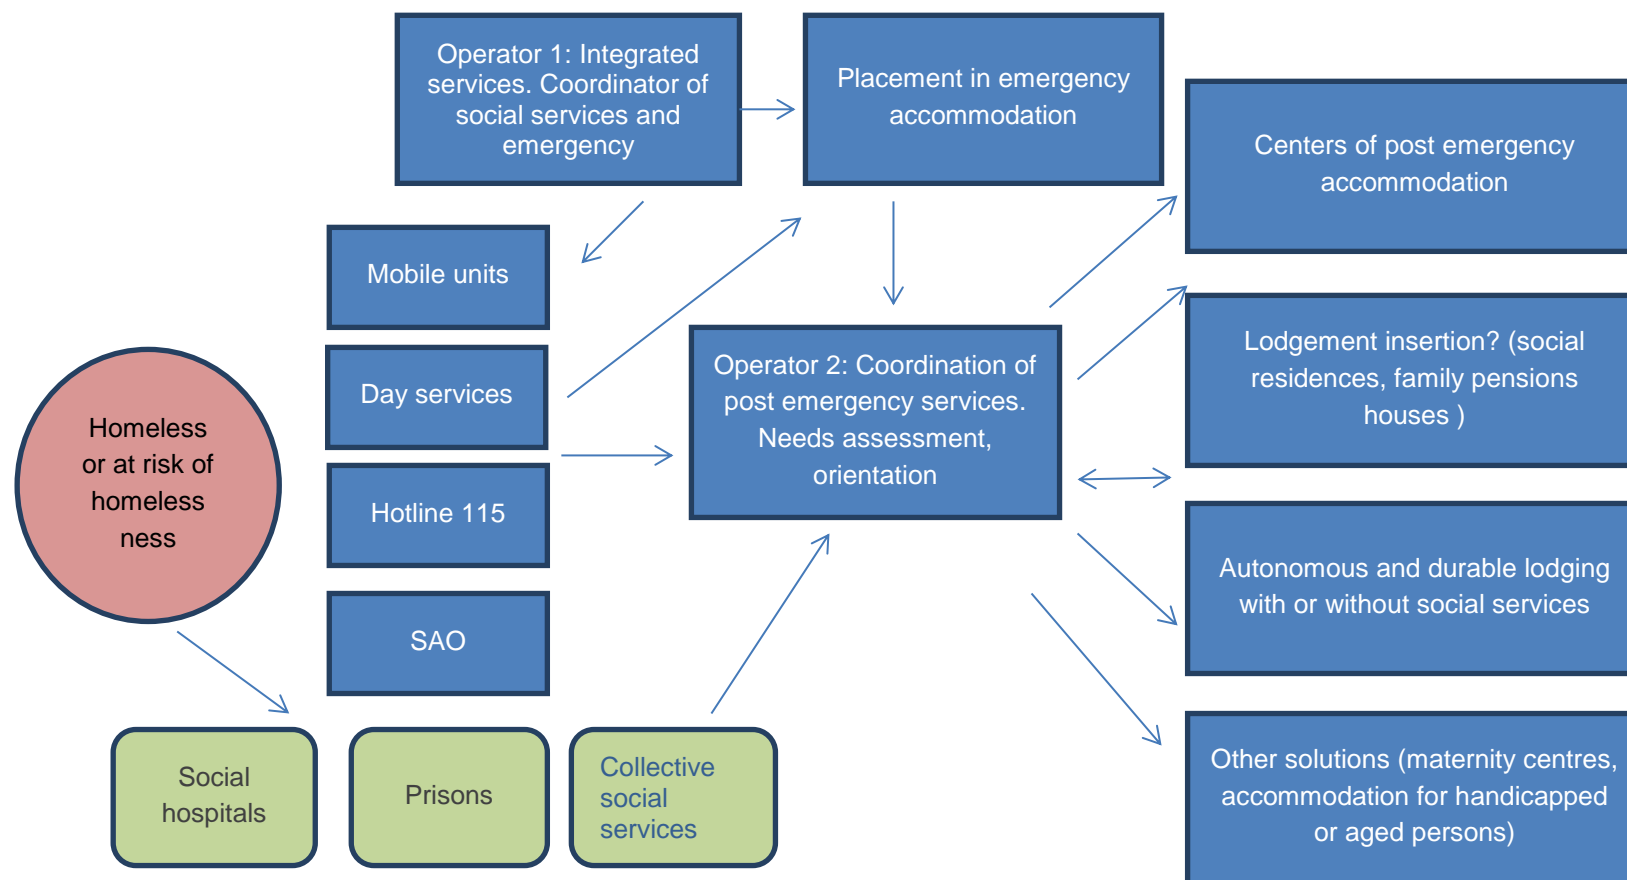 Operator 1: Integrated
services. Coordinator of
social services and
emergency
Placement in emergency
accommodation
Centers of post emergency
accommodation
Mobile units
Day services
Hotline 115
SAO
Homeless
or at risk of
homeless
ness
Operator 2: Coordination of
post emergency services.
Needs assessment,
orientation
Lodgement insertion? (social
residences, family pensions
houses )
Autonomous and durable lodging
with or without social services
Other solutions (maternity centres,
accommodation for handicapped
or aged persons)
Social
hospitals
Prisons
Collective
social
services